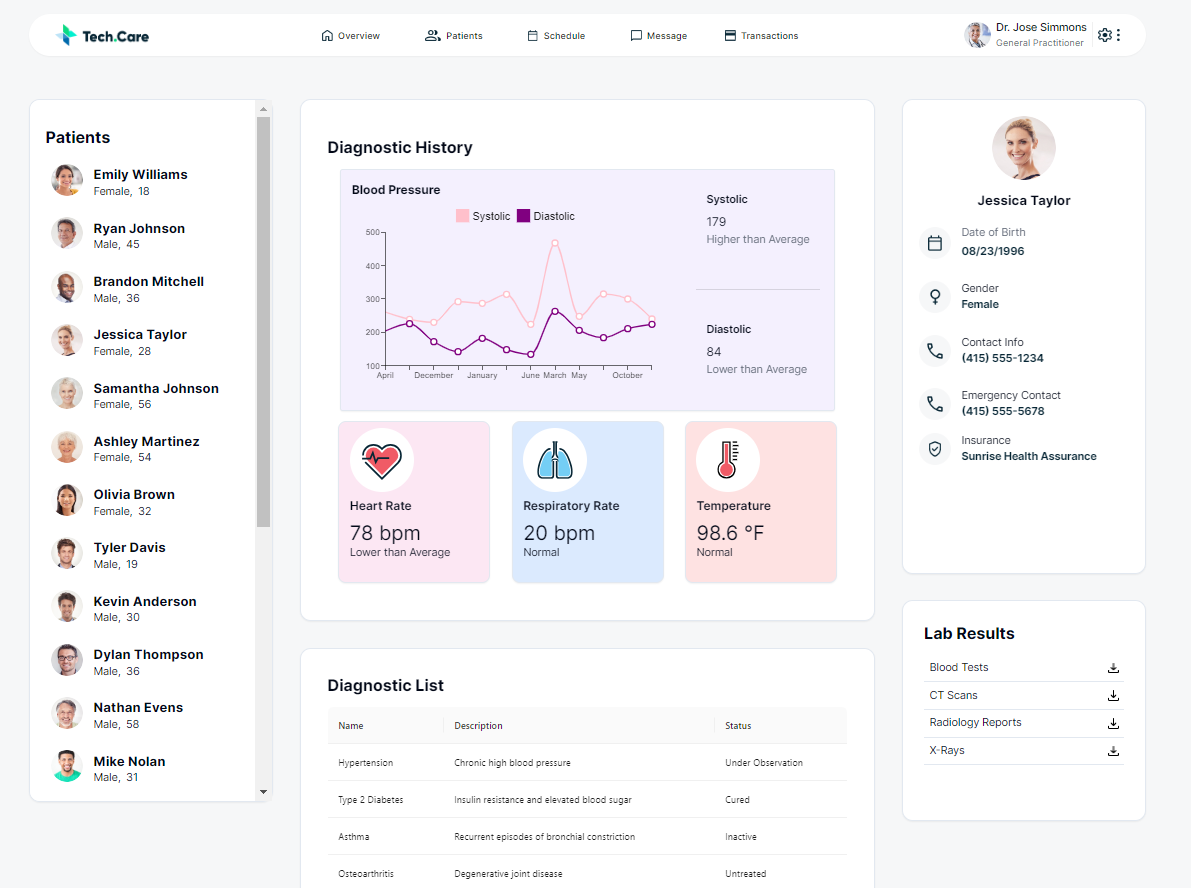 Tech.Care
Overview
Patients
Schedule
Message
Transactions
Dr. Jose Simmons
General Practitioner
Patients
Emily Williams
Female, 18
Ryan Johnson
Male, 45
Brandon Mitchell
Male, 36
Jessica Taylor
Female, 28
Samantha Johnson
Female, 56
Ashley Martinez
Female, 54
Olivia Brown
Female, 32
Tyler Davis
Male, 19
Kevin Anderson
Male, 30
Dylan Thompson
Male, 36
Nathan Evens
Male, 58
Mike Nolan
Male, 31
Diagnostic History
Blood Pressure
Systolic Diastolic
500
400
300
200
100
April December January June March May October
Systolic
179
Higher than Average
Diastolic
84
Lower than Average
Heart Rate
78 bpm
Lower than Average
Respiratory Rate
20 bpm
Normal
Temperature
98.6 °F
Normal
Diagnostic List
Name Description Status
Hypertension Chronic high blood pressure Under Observation
Type 2 Diabetes Insulin resistance and elevated blood sugar Cured
Asthma Recurrent episodes of bronchial constriction Inactive
Osteoarthritis Degenerative joint disease Untreated
Jessica Taylor
Date of Birth
08/23/1996
Gender
Female
Contact Info
(415) 555-1234
Emergency Contact
(415) 555-5678
Insurance
Sunrise Health Assurance
Lab Results
Blood Tests
CT Scans
Radiology Reports
X-Rays